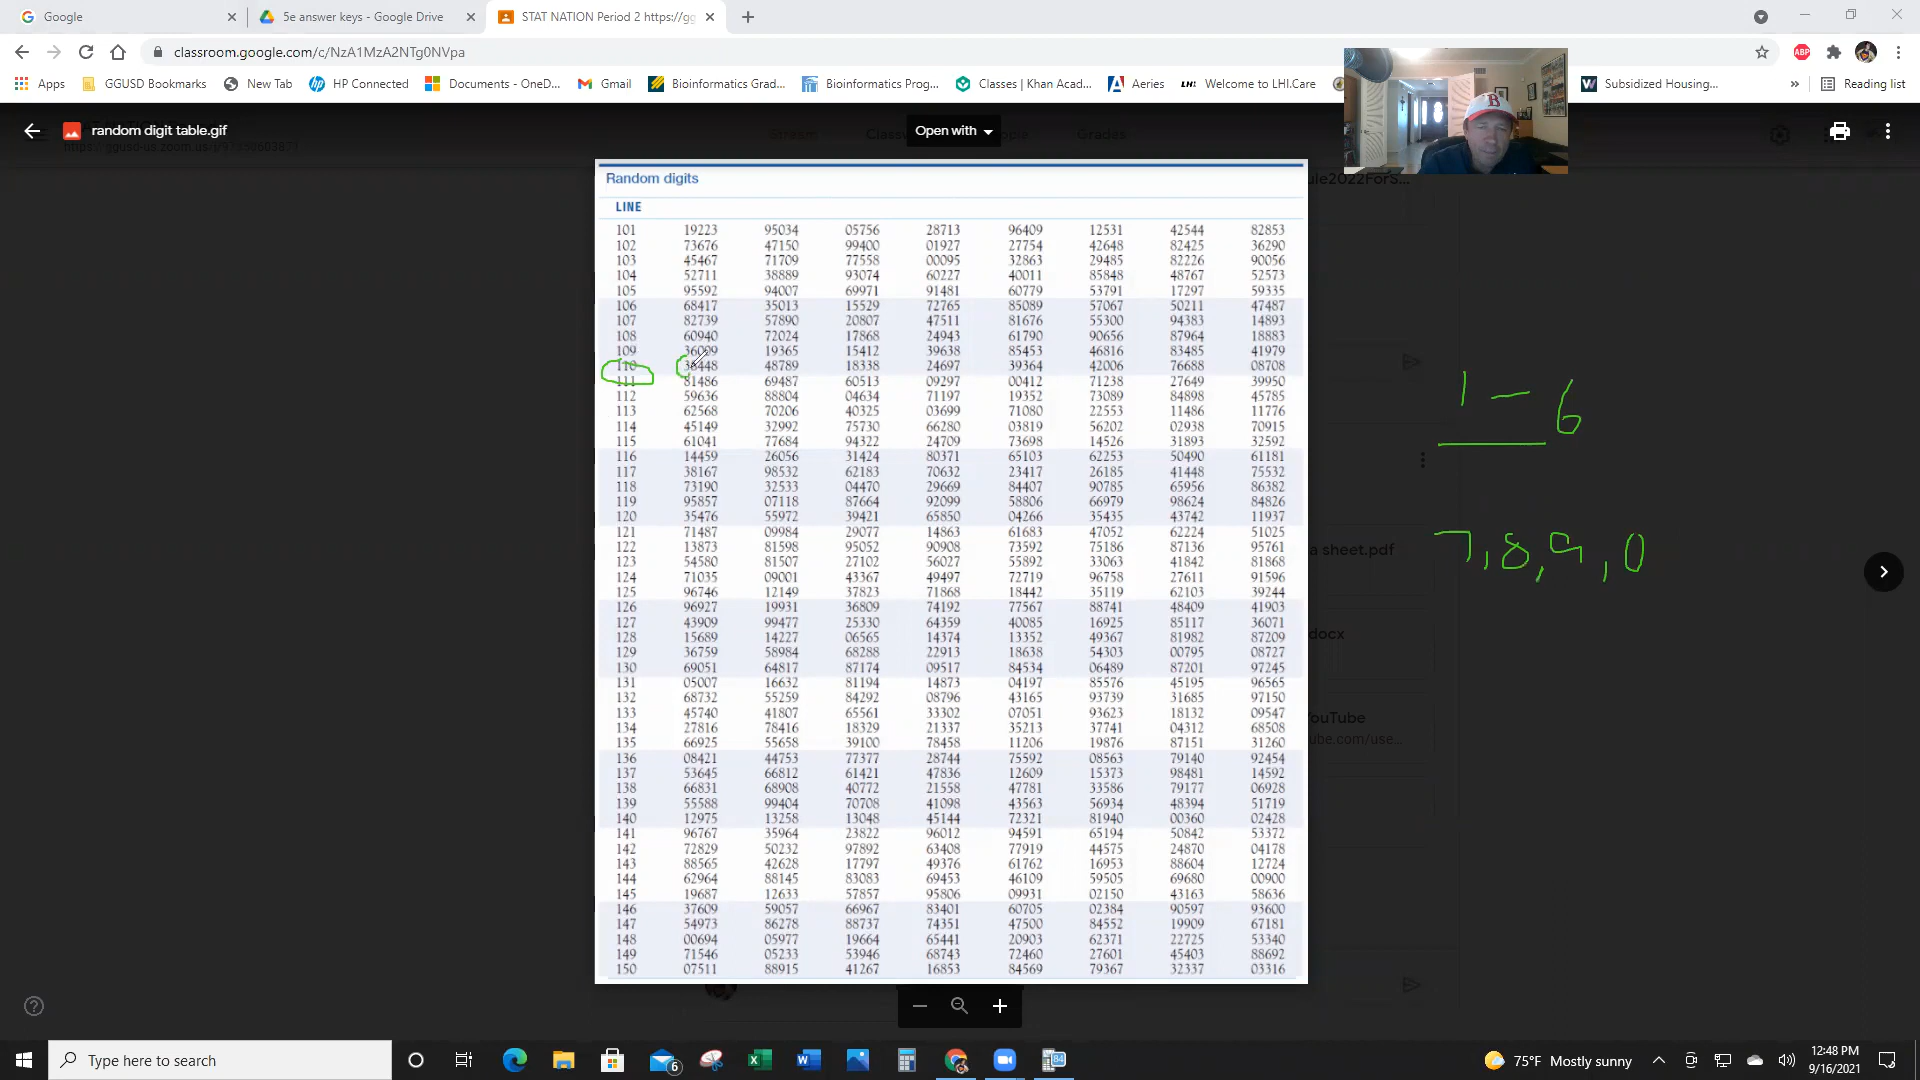 Google
5e answer keys - Google Drive
STAT NATION Period 2 https://gg
classroom.google.com/c/NzA1MzA2NTg0NVpa
ABP
Apps GGUSD Bookmarks New Tab HP Connected Documents - OneD... Gmail Bioinformatics Grad... Bioinformatics Prog... Classes | Khan Acad... Aeries LHI. Welcome to LHI.Care Subsidized Housing... » Reading list
random digit table.gif
Open with
Stream
Grades
Random digits
LINE
101 19223 95034 05756 28713 96409 12531 42544 82853
102 73676 47150 99400 01927 27754 42648 82425 36290
103 45467 71709 77558 00095 32863 29485 82226 90056
104 52711 38889 93074 60227 40011 85848 48767 52573
105 95592 94007 69971 91481 60779 53791 17297 59335
106 68417 35013 15529 72765 85089 57067 50211 47487
107 82739 57890 20807 47511 81676 55300 94383 14893
108 60940 72024 17868 24943 61790 90656 87964 18883
109 36009 19365 15412 39638 85453 46816 83485 41979
110 38448 48789 18338 24697 39364 42006 76688 08708
111 81486 69487 60513 09297 00412 71238 27649 39950
112 59636 88804 04634 71197 19352 73089 84898 45785
113 62568 70206 40325 03699 71080 22553 11486 11776
114 45149 32992 75730 66280 03819 56202 02938 70915
115 61041 77684 94322 24709 73698 14526 31893 32592
116 14459 26056 31424 80371 65103 62253 50490 61181
117 38167 98532 62183 70632 23417 26185 41448 75532
118 73190 32533 04470 29669 84407 90785 65956 86382
119 95857 07118 87664 92099 58806 66979 98624 84826
120 35476 55972 39421 65850 04266 35435 43742 11937
121 71487 09984 29077 14863 61683 47052 62224 51025
122 13873 81598 95052 90908 73592 75186 87136 95761
123 54580 81507 27102 56027 55892 33063 41842 81868
124 71035 09001 43367 49497 72719 96758 27611 91596
125 96746 12149 37823 71868 18442 35119 62103 39244
126 96927 19931 36809 74192 77567 88741 48409 41903
127 43909 99477 25330 64359 40085 16925 85117 36071
128 15689 14227 06565 14374 13352 49367 81982 87209
129 36759 58984 68288 22913 18638 54303 00795 08727
130 69051 64817 87174 09517 84534 06489 87201 97245
131 05007 16632 81194 14873 04197 85576 45195 96565
132 68732 55259 84292 08796 43165 93739 31685 97150
133 45740 41807 65561 33302 07051 93623 18132 09547
134 27816 78416 18329 21337 35213 37741 04312 68508
135 66925 55658 39100 78458 11206 19876 87151 31260
136 08421 44753 77377 28744 75592 08563 79140 92454
137 53645 66812 61421 47836 12609 15373 98481 14592
138 66831 68908 40772 21558 47781 33586 79177 06928
139 55588 99404 70708 41098 43563 56934 48394 51719
140 12975 13258 13048 45144 72321 81940 00360 02428
141 96767 35964 23822 96012 94591 65194 50842 53372
142 72829 50232 97892 63408 77919 44575 24870 04178
143 88565 42628 17797 49376 61762 16953 88604 12724
144 62964 88145 83083 69453 46109 59505 69680 00900
145 19687 12633 57857 95806 09931 02150 43163 58636
146 37609 59057 66967 83401 60705 02384 90597 93600
147 54973 86278 88737 74351 47500 84552 19909 67181
148 00694 05977 19664 65441 20903 62371 22725 53340
149 71546 05233 53946 68743 72460 27601 45403 88692
150 07511 88915 41267 16853 84569 79367 32337 03316
1 - 6
7, 8, 9, 0
a sheet.pdf
docx
YouTube
ube.com/use...
Type here to search
6
84
75°F Mostly sunny
12:48 PM
9/16/2021